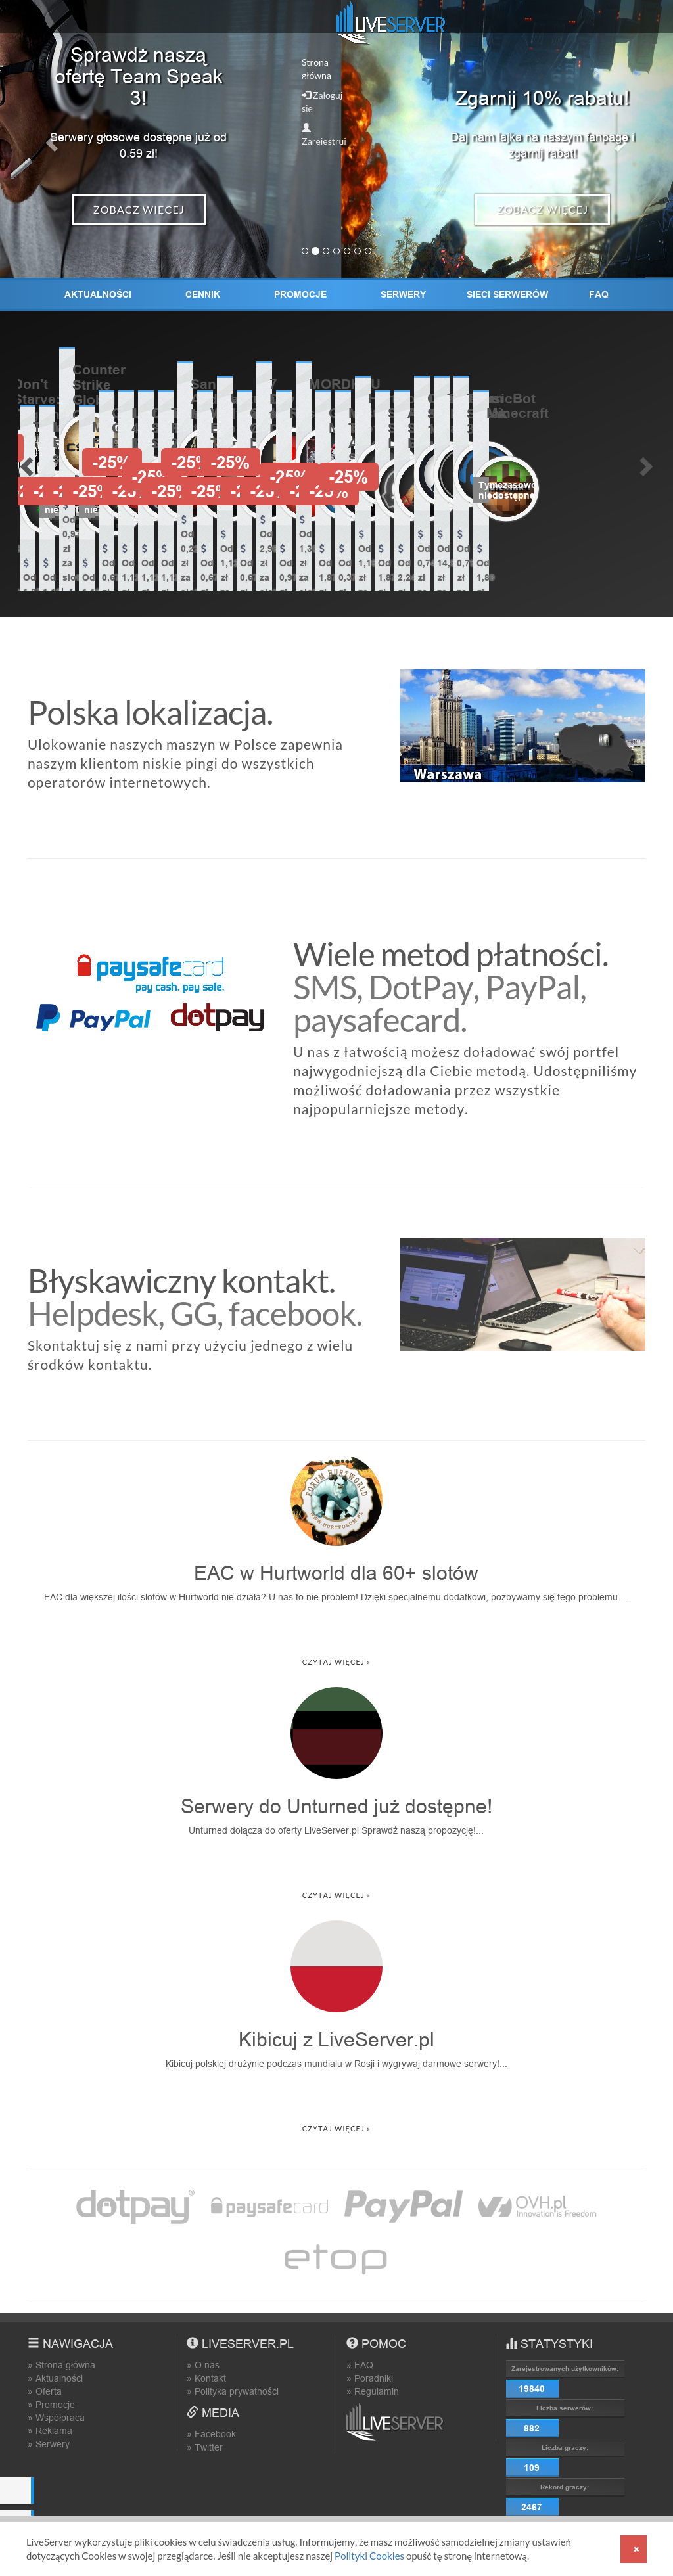 LIVESERVER
Sprawdź naszą
ofertę Team Speak
3!
Serwery głosowe dostępne już od
0.59 zł!
ZOBACZ WIĘCEJ
Strona
główna
Zaloguj
się
Zarejestruj
Zgarnij 10% rabatu!
Daj nam lajka na naszym fanpage i
zgarnij rabat!
ZOBACZ WIĘCEJ
AKTUALNOŚCI
CENNIK
PROMOCJE
SERWERY
SIECI SERWERÓW
FAQ
Don't
Starve:
Counter
Strike
-25%
-25%
-25%
-25%
-25%
Tymczasowo
niedostępne
Polska lokalizacja.
Ulokowanie naszych maszyn w Polsce zapewnia
naszym klientom niskie pingi do wszystkich
operatorów internetowych.
Warszawa
paysafecard
pay cash. pay safe.
PayPal
dotpay
Wiele metod płatności.
SMS, DotPay, PayPal,
paysafecard.
U nas z łatwością możesz doładować swój portfel
najwygodniejszą dla Ciebie metodą. Udostępniliśmy
możliwość doładowania przez wszystkie
najpopularniejsze metody.
Błyskawiczny kontakt.
Helpdesk, GG, facebook.
Skontaktuj się z nami przy użyciu jednego z wielu
środków kontaktu.
FORUM HURTWORLD
WWW.HURTFORUM.PL
EAC w Hurtworld dla 60+ slotów
EAC dla większej ilości slotów w Hurtworld nie działa? U nas to nie problem! Dzięki specjalnemu dodatkowi, pozbywamy się tego problemu....
CZYTAJ WIĘCEJ »
Serwery do Unturned już dostępne!
Unturned dołącza do oferty LiveServer.pl Sprawdź naszą propozycję!...
CZYTAJ WIĘCEJ »
Kibicuj z LiveServer.pl
Kibicuj polskiej drużynie podczas mundialu w Rosji i wygrywaj darmowe serwery!...
CZYTAJ WIĘCEJ »
dotpay®
paysafecard
PayPal
OVH.pl
Innovation is Freedom
etop
NAWIGACJA
» Strona główna
» Aktualności
» Oferta
» Promocje
» Współpraca
» Reklama
» Serwery
LIVESERVER.PL
» O nas
» Kontakt
» Polityka prywatności
MEDIA
» Facebook
» Twitter
POMOC
» FAQ
» Poradniki
» Regulamin
LIVESERVER
STATYSTYKI
Zarejestrowanych użytkowników:
19840
Liczba serwerów:
882
Liczba graczy:
109
Rekord graczy:
2467
LiveServer wykorzystuje pliki cookies w celu świadczenia usług. Informujemy, że masz możliwość samodzielnej zmiany ustawień
dotyczących Cookies w swojej przeglądarce. Jeśli nie akceptujesz naszej Polityki Cookies opuść tę stronę internetową.